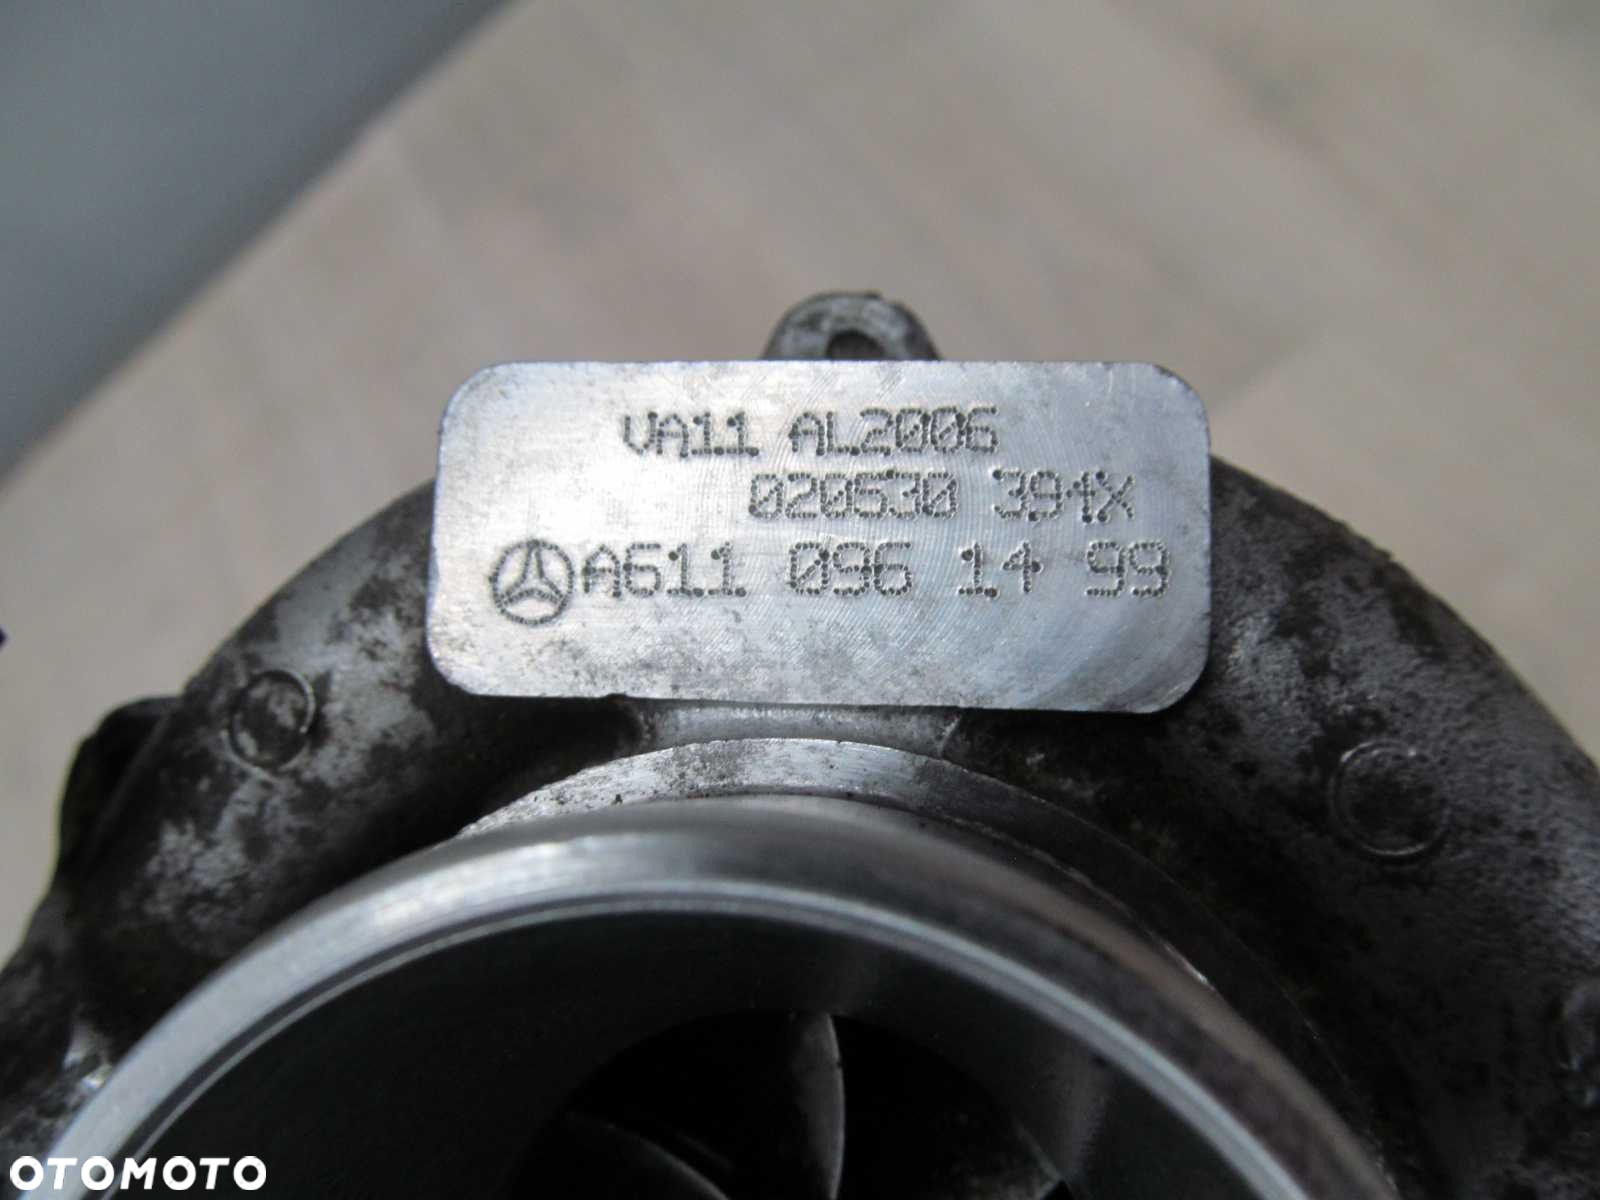 VA11 AL2006
020530 394X
A611 096 14 99
OTOMOTO